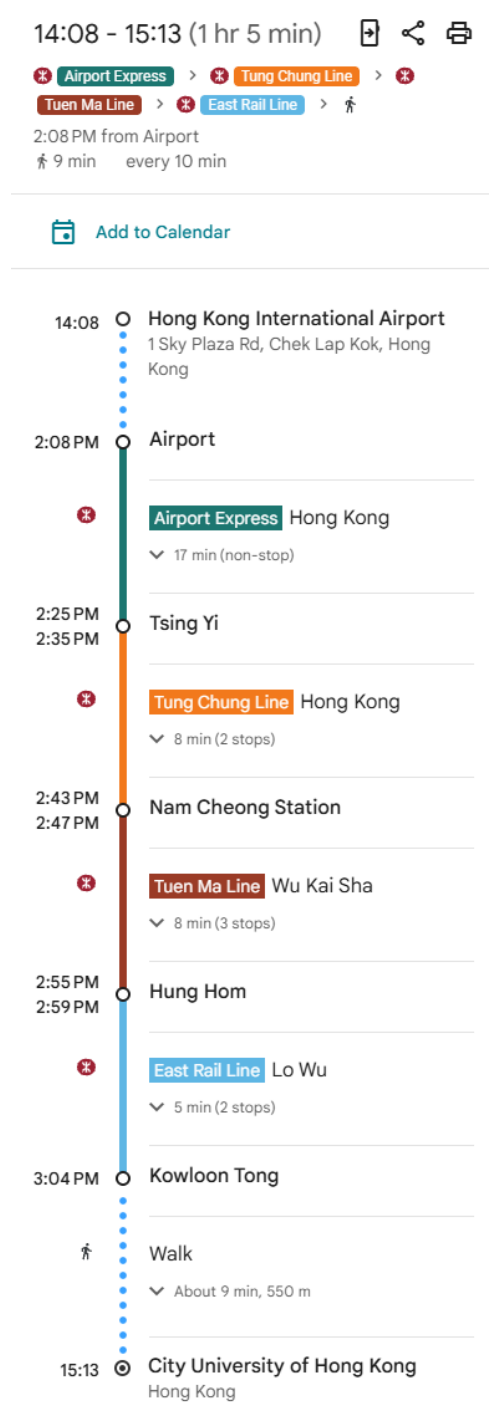 14:08 - 15:13 (1 hr 5 min)
Airport Express > Tung Chung Line >
Tuen Ma Line > East Rail Line >
2:08 PM from Airport
9 min every 10 min
Add to Calendar
14:08 Hong Kong International Airport
1 Sky Plaza Rd, Chek Lap Kok, Hong
Kong
2:08 PM Airport
Airport Express Hong Kong
17 min (non-stop)
2:25 PM
2:35 PM
Tsing Yi
Tung Chung Line Hong Kong
8 min (2 stops)
2:43 PM
2:47 PM
Nam Cheong Station
Tuen Ma Line Wu Kai Sha
8 min (3 stops)
2:55 PM
2:59 PM
Hung Hom
East Rail Line Lo Wu
5 min (2 stops)
3:04 PM Kowloon Tong
Walk
About 9 min, 550 m
15:13 City University of Hong Kong
Hong Kong